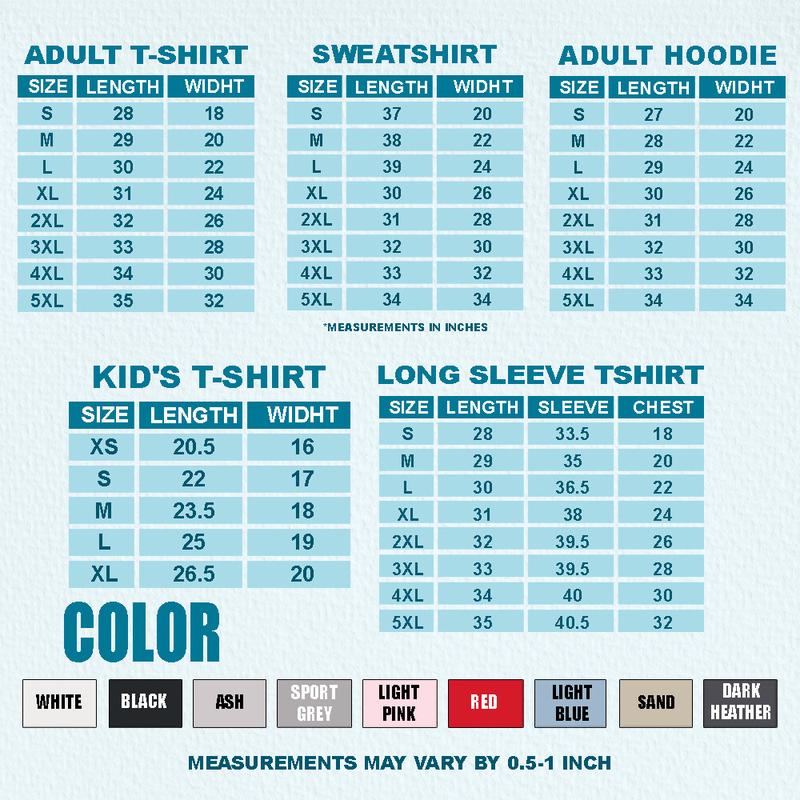 ADULT T-SHIRT
SIZE LENGTH WIDHT
S 28 18
M 29 20
L 30 22
XL 31 24
2XL 32 26
3XL 33 28
4XL 34 30
5XL 35 32
SWEATSHIRT
SIZE LENGTH WIDHT
S 37 20
M 38 22
L 39 24
XL 30 26
2XL 31 28
3XL 32 30
4XL 33 32
5XL 34 34
ADULT HOODIE
SIZE LENGTH WIDHT
S 27 20
M 28 22
L 29 24
XL 30 26
2XL 31 28
3XL 32 30
4XL 33 32
5XL 34 34
*MEASUREMENTS IN INCHES
KID'S T-SHIRT
SIZE LENGTH WIDHT
XS 20.5 16
S 22 17
M 23.5 18
L 25 19
XL 26.5 20
LONG SLEEVE TSHIRT
SIZE LENGTH SLEEVE CHEST
S 28 33.5 18
M 29 35 20
L 30 36.5 22
XL 31 38 24
2XL 32 39.5 26
3XL 33 39.5 28
4XL 34 40 30
5XL 35 40.5 32
COLOR
WHITE
BLACK
ASH
SPORT
GREY
LIGHT
PINK
RED
LIGHT
BLUE
SAND
DARK
HEATHER
MEASUREMENTS MAY VARY BY 0.5-1 INCH